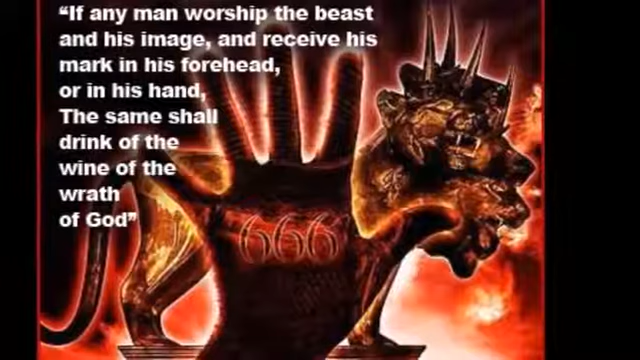 “If any man worship the beast
and his image, and receive his
mark in his forehead,
or in his hand,
The same shall
drink of the
wine of the
wrath
of God”
666